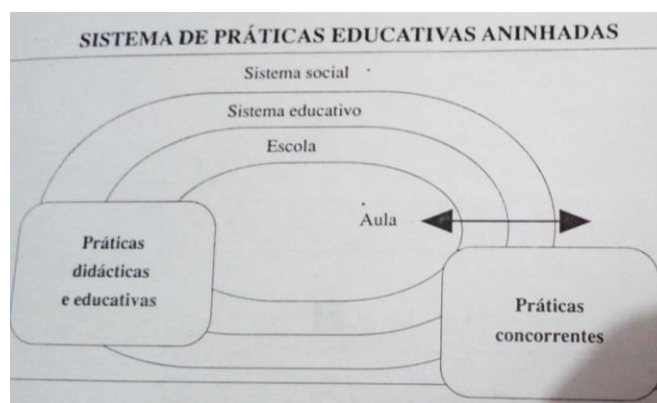 SISTEMA DE PRÁTICAS EDUCATIVAS ANINHADAS
Sistema social
Sistema educativo
Escola
Aula
Práticas
didácticas
e educativas
Práticas
concorrentes